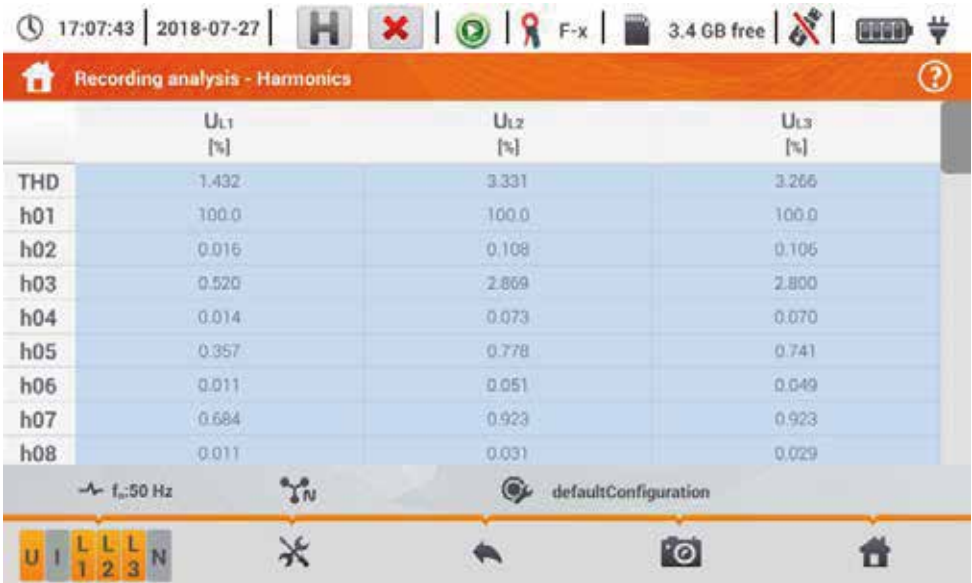 17:07:43 2018-07-27 H F-x 3.4 GB free
Recording analysis - Harmonics ?
UL1 UL2 UL3
[%] [%] [%]
THD 1.432 3.331 3.266
h01 100.0 100.0 100.0
h02 0.016 0.108 0.106
h03 0.520 2.869 2.800
h04 0.014 0.073 0.070
h05 0.357 0.778 0.741
h06 0.011 0.051 0.049
h07 0.684 0.923 0.923
h08 0.011 0.031 0.029
fn:50 Hz N defaultConfiguration
U I L1 L2 L3 N